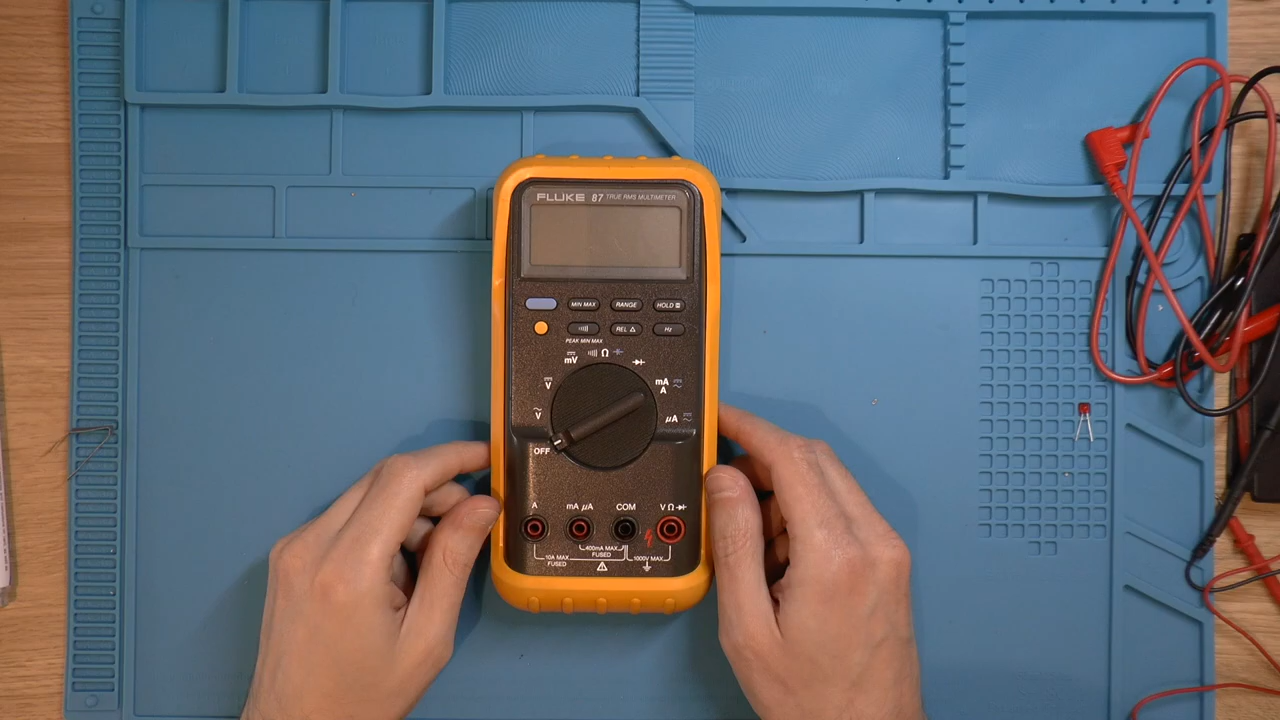 FLUKE 87 TRUE RMS MULTIMETER
MIN MAX RANGE HOLD
REL Δ Hz
PEAK MIN MAX
mV Ω
V mA A
V µA
OFF
A mA µA COM V Ω
400mA MAX FUSED
10A MAX FUSED 1000V MAX